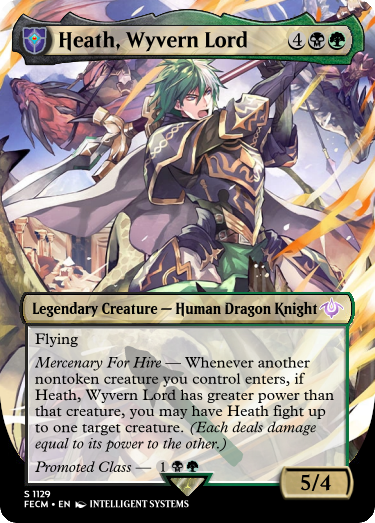 Heath, Wyvern Lord 4
Legendary Creature — Human Dragon Knight
Flying
Mercenary For Hire — Whenever another
nontoken creature you control enters, if
Heath, Wyvern Lord has greater power than
that creature, you may have Heath fight up
to one target creature. (Each deals damage
equal to its power to the other.)
Promoted Class — 1
5/4
S 1129
FECM • EN INTELLIGENT SYSTEMS